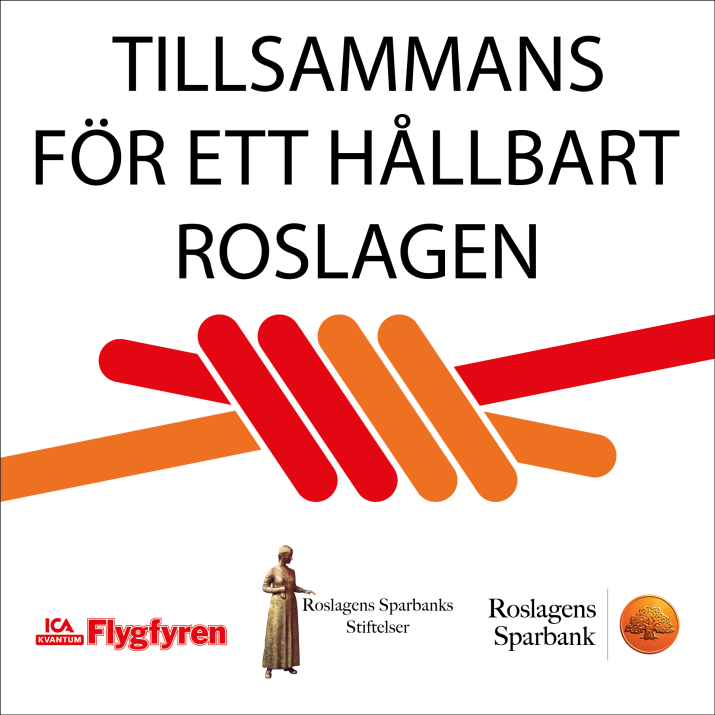 TILLSAMMANS
FÖR ETT HÅLLBART
ROSLAGEN
ICA
KVANTUM
Flygfyren
Roslagens Sparbanks
Stiftelser
Roslagens
Sparbank